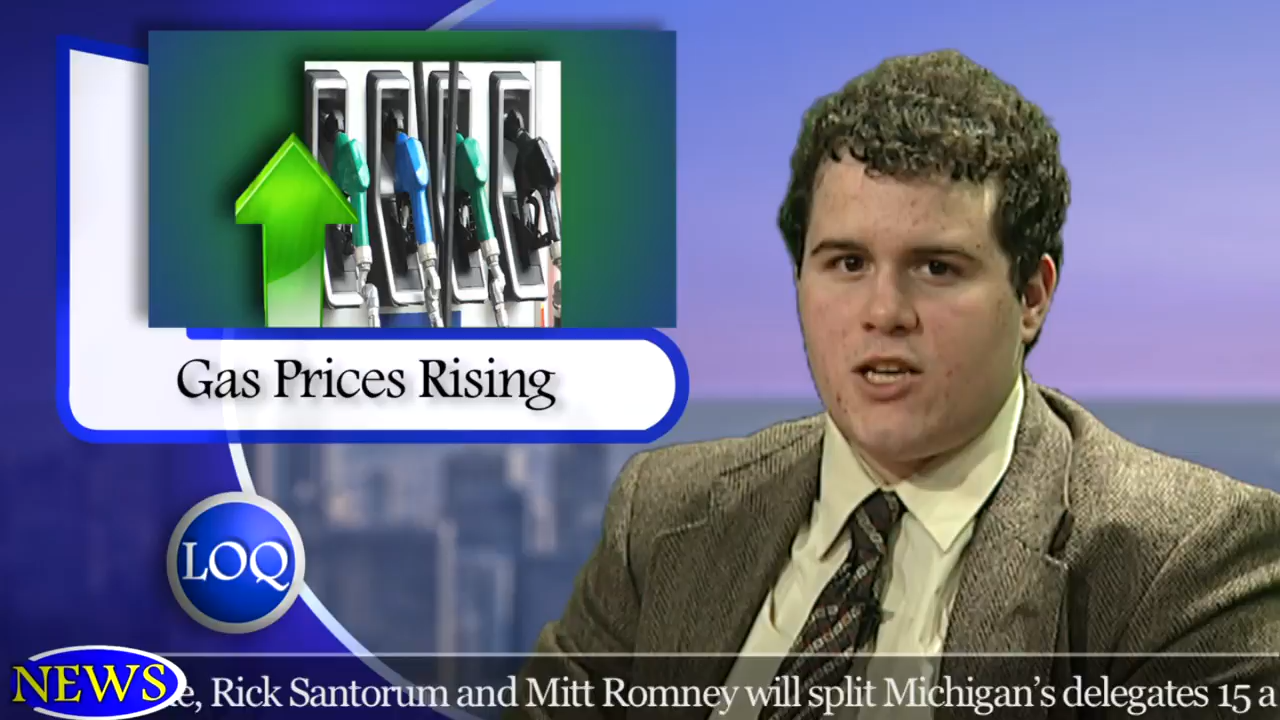 Gas Prices Rising
LOQ
NEWS
e, Rick Santorum and Mitt Romney will split Michigan's delegates 15 a